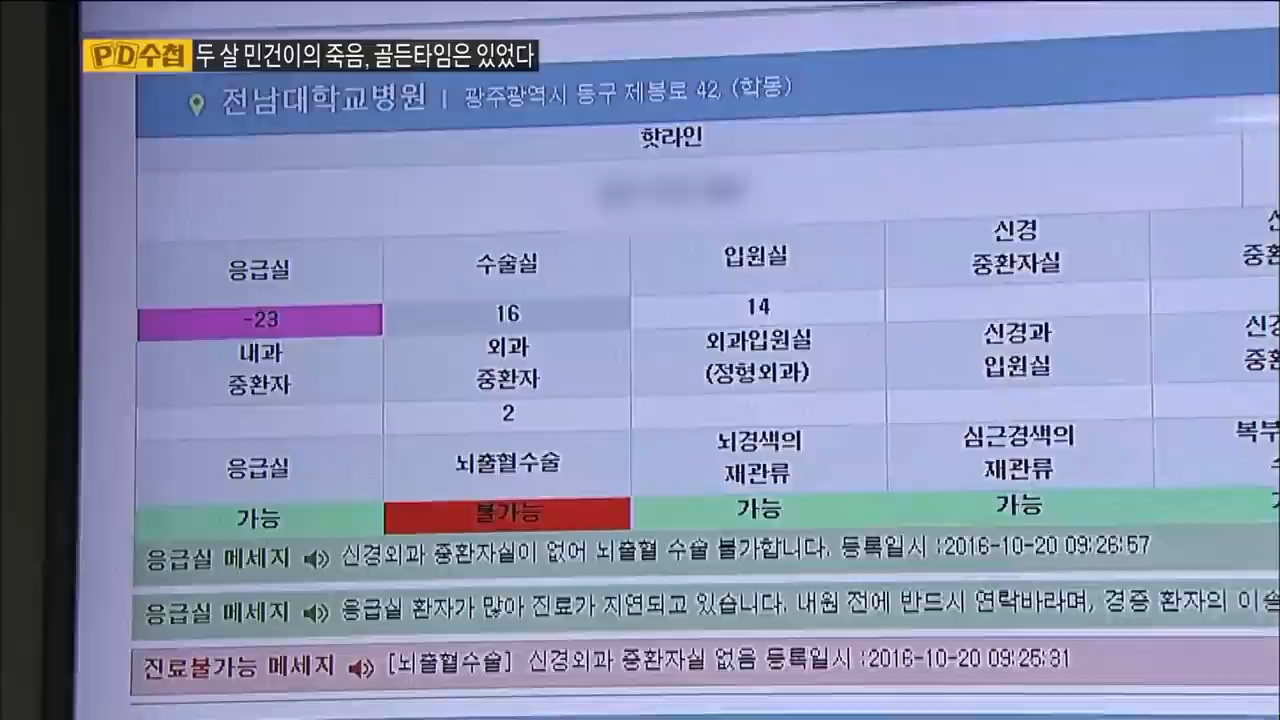 PD수첩 두 살 민건이의 죽음, 골든타임은 있었다
전남대학교병원 | 광주광역시 동구 제봉로 42, (학동)
핫라인
응급실 수술실 입원실 신경 중환자실
-23 16 14
내과 중환자 외과 중환자 외과입원실 (정형외과) 신경과 입원실
2
응급실 뇌출혈수술 뇌경색의 재관류 심근경색의 재관류 복부
가능 불가능 가능 가능
응급실 메세지 신경외과 중환자실이 없어 뇌출혈 수술 불가합니다. 등록일시 :2016-10-20 09:26:57
응급실 메세지 응급실 환자가 많아 진료가 지연되고 있습니다. 내원 전에 반드시 연락바라며, 경증 환자의 이송
진료불가능 메세지 [뇌출혈수술] 신경외과 중환자실 없음 등록일시 :2016-10-20 09:25:31